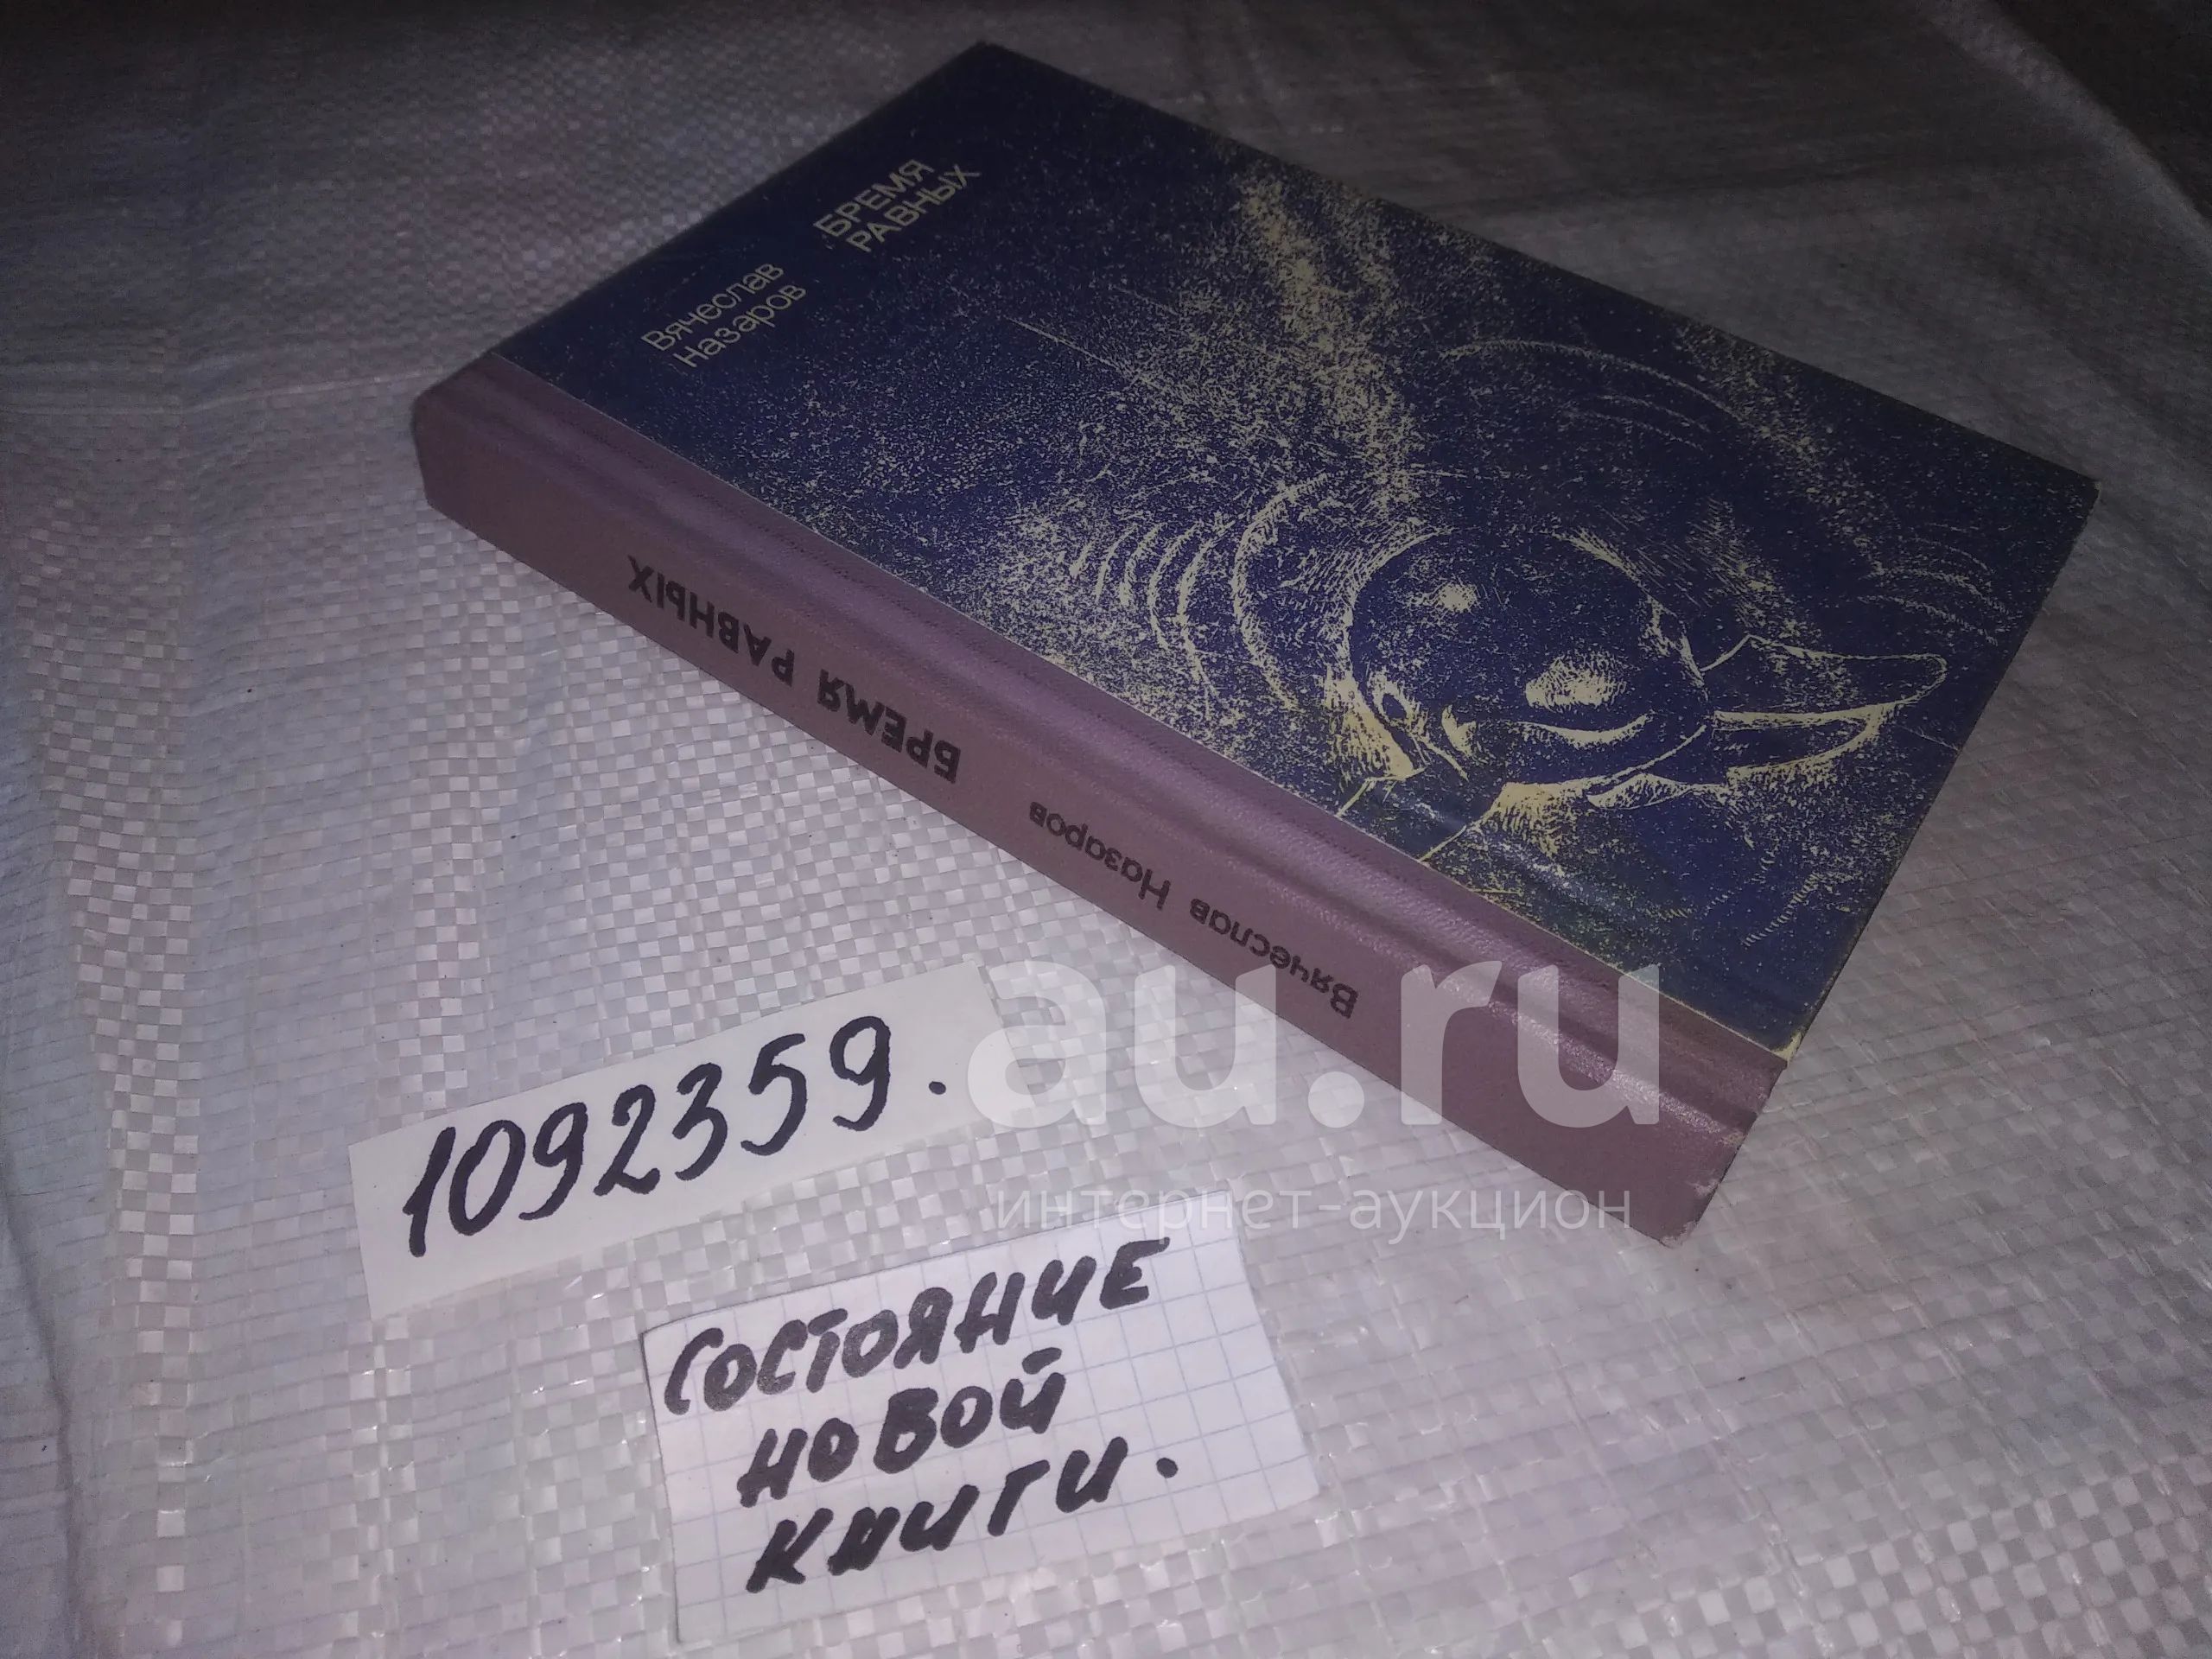 Вячеслав
Назаров
БРЕМЯ
РАВНЫХ
Вячеслав Назаров БРЕМЯ РАВНЫХ
au.ru
интернет-аукцион
1092359.
СОСТОЯНИЕ
НОВОЙ
КНИГИ.